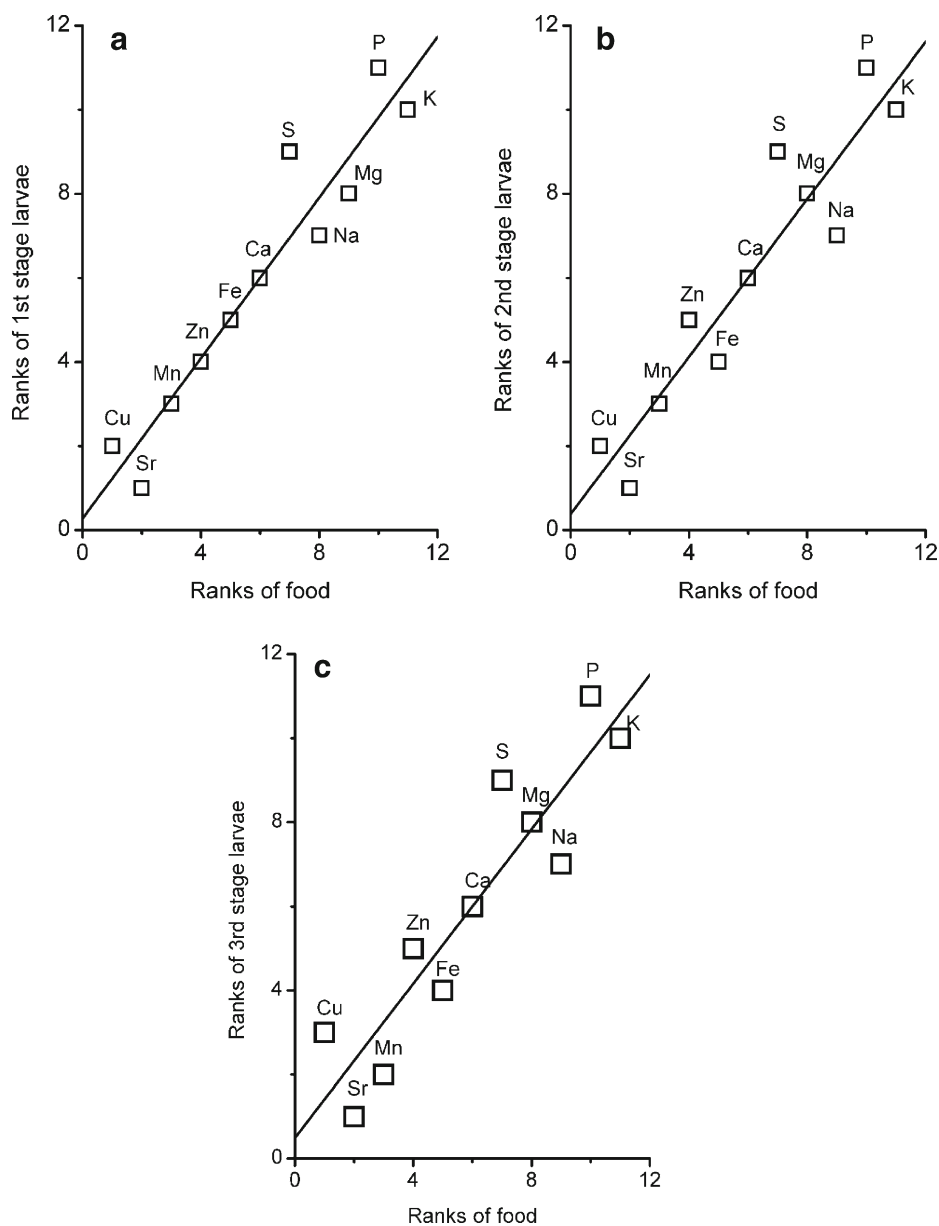 a
12
8
4
0
0 4 8 12
Ranks of 1st stage larvae
Ranks of food
P
K
S
Mg
Na
Ca
Fe
Zn
Mn
Cu
Sr
b
12
8
4
0
0 4 8 12
Ranks of 2nd stage larvae
Ranks of food
P
K
S
Mg
Na
Ca
Zn
Fe
Mn
Cu
Sr
c
12
8
4
0
0 4 8 12
Ranks of 3rd stage larvae
Ranks of food
P
K
S
Mg
Na
Ca
Zn
Fe
Cu
Mn
Sr